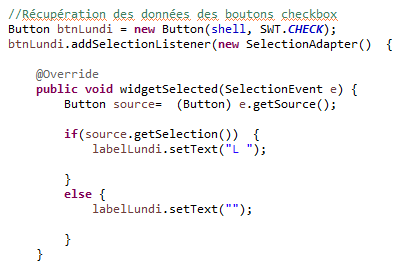 //Récupération des données des boutons checkbox
Button btnLundi = new Button(shell, SWT.CHECK);
btnLundi.addSelectionListener(new SelectionAdapter()  {
@Override
public void widgetSelected(SelectionEvent e) {
Button source=  (Button) e.getSource();
if(source.getSelection())  {
labelLundi.setText("L ");
}
else {
labelLundi.setText("");
}
}